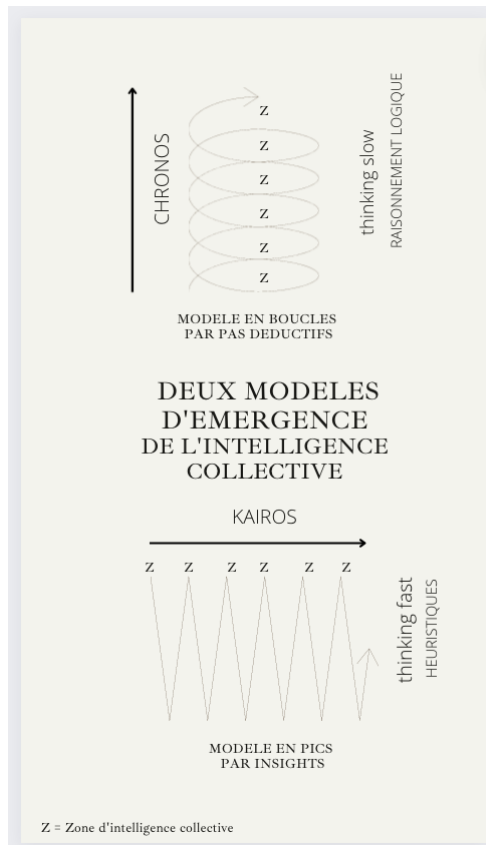 Z
Z
Z
Z
Z
Z
CHRONOS
thinking slow
RAISONNEMENT LOGIQUE
MODELE EN BOUCLES
PAR PAS DEDUCTIFS
DEUX MODELES
D'EMERGENCE
DE L'INTELLIGENCE
COLLECTIVE
KAIROS
Z Z Z Z Z Z
thinking fast
HEURISTIQUES
MODELE EN PICS
PAR INSIGHTS
Z = Zone d'intelligence collective